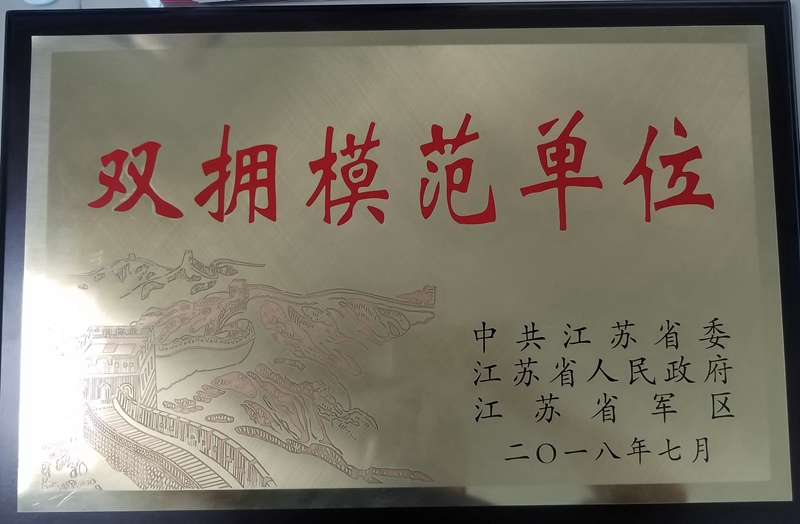 双拥模范单位
中共江苏省委
江苏省人民政府
江苏省军区
二〇一八年七月